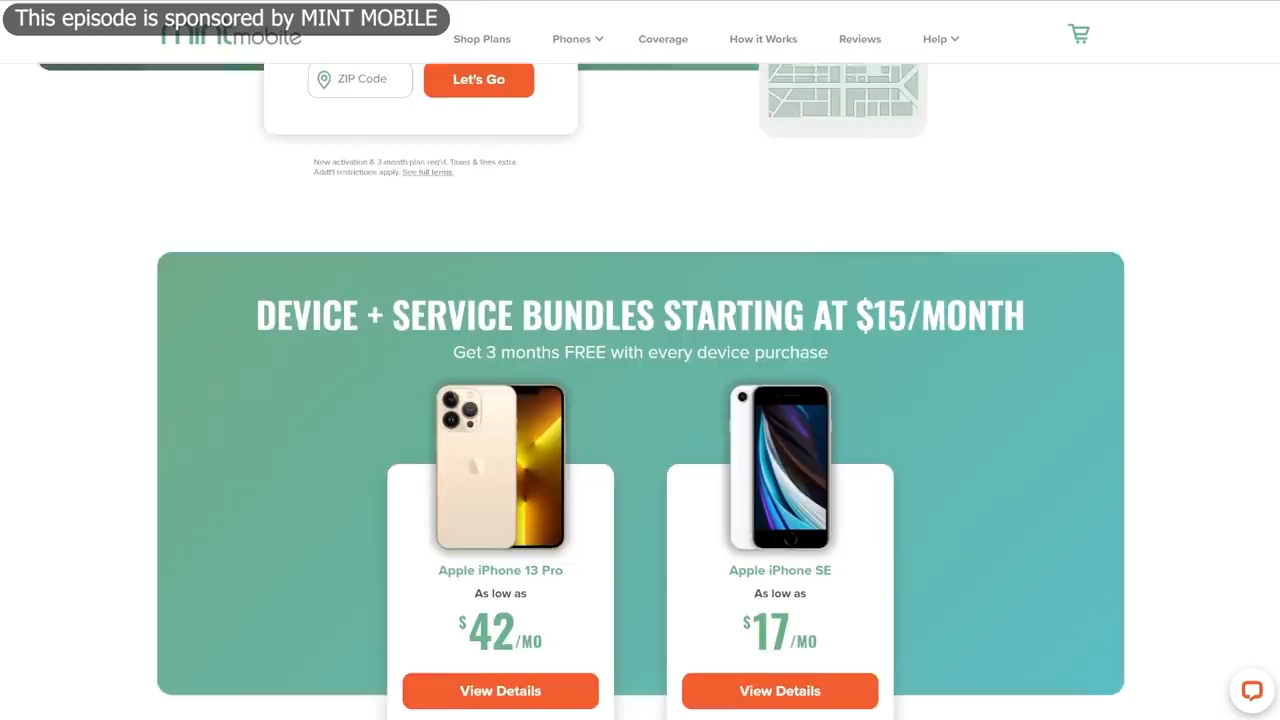 This episode is sponsored by MINT MOBILE
mintmobile
Shop Plans
Phones
Coverage
How it Works
Reviews
Help
ZIP Code
Let's Go
New activation & 3-month plan req'd. Taxes & fees extra.
Addt'l restrictions apply. See full terms.
DEVICE + SERVICE BUNDLES STARTING AT $15/MONTH
Get 3 months FREE with every device purchase
Apple iPhone 13 Pro
As low as
$42/MO
View Details
Apple iPhone SE
As low as
$17/MO
View Details